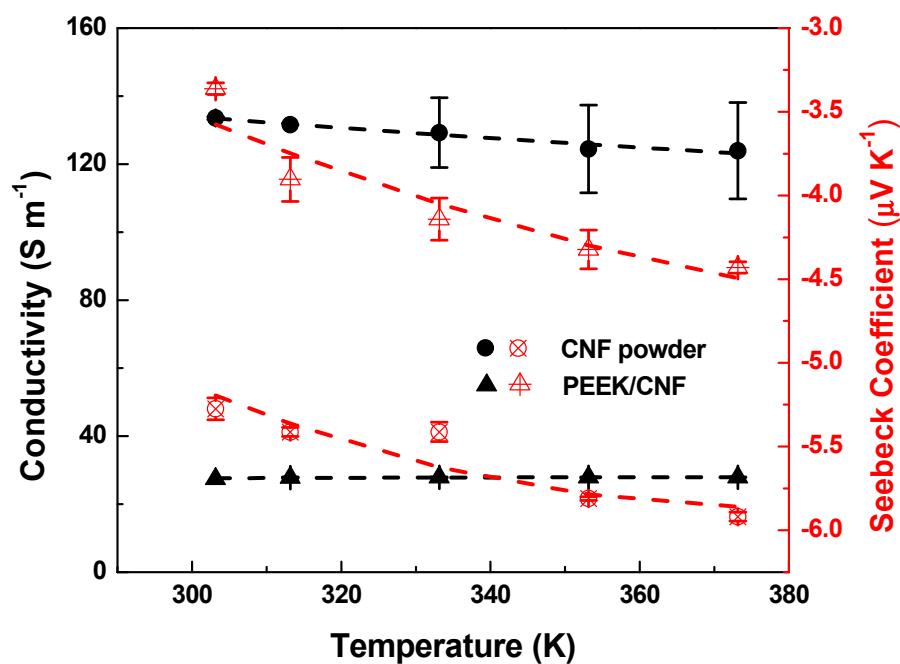 160
120
80
40
0
Conductivity (S m⁻¹)
-3.0
-3.5
-4.0
-4.5
-5.0
-5.5
-6.0
Seebeck Coefficient (μV K⁻¹)
CNF powder
PEEK/CNF
300 320 340 360 380
Temperature (K)